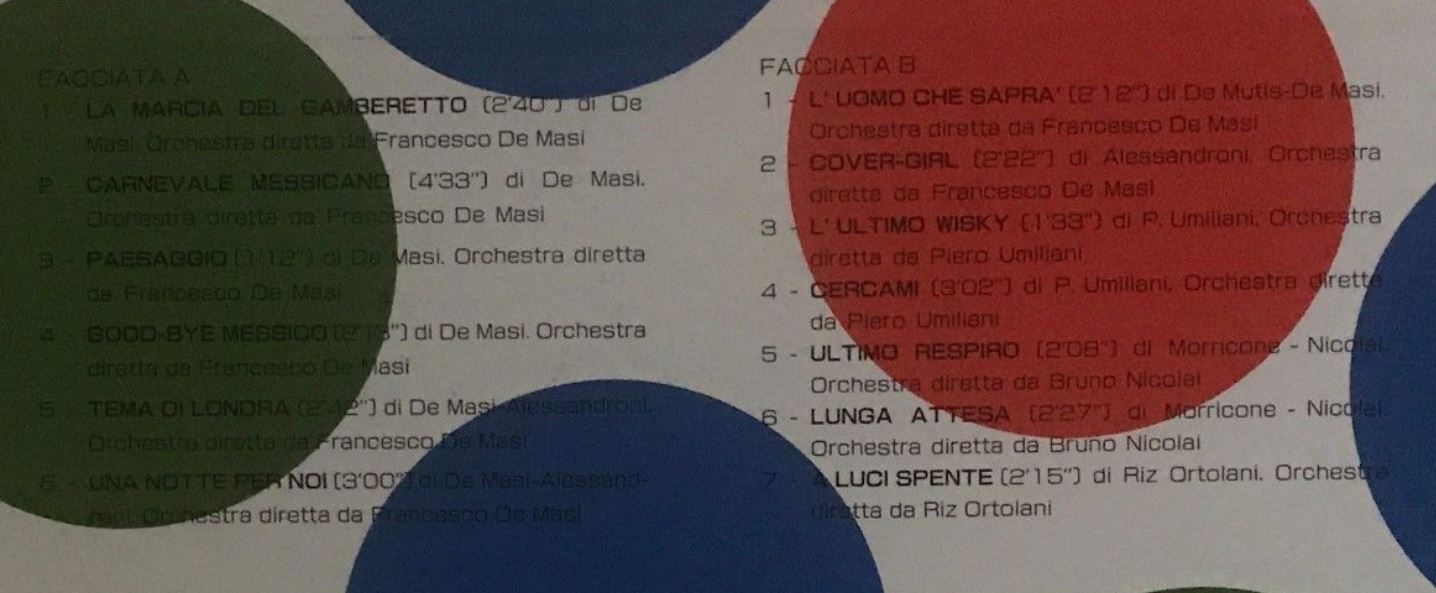 FACCIATA A
1 - LA MARCIA DEL GAMBERETTO (2'40") di De
Masi. Orchestra diretta da Francesco De Masi
2 - CARNEVALE MESSICANO (4'33") di De Masi.
Orchestra diretta da Francesco De Masi
3 - PAESAGGIO (1'12") di De Masi. Orchestra diretta
da Francesco De Masi
4 - GOOD-BYE MESSICO (2'13") di De Masi. Orchestra
diretta da Francesco De Masi
5 - TEMA DI LONDRA (2'42") di De Masi-Alessandroni.
Orchestra diretta da Francesco De Masi
6 - UNA NOTTE PER NOI (3'00") di De Masi-Alessand-
roni. Orchestra diretta da Francesco De Masi
FACCIATA B
1 - L' UOMO CHE SAPRA' (2'12") di De Mutis-De Masi.
Orchestra diretta da Francesco De Masi
2 - COVER-GIRL (2'22") di Alessandroni. Orchestra
diretta da Francesco De Masi
3 - L' ULTIMO WISKY (1'33") di P. Umiliani. Orchestra
diretta da Piero Umiliani
4 - CERCAMI (3'02") di P. Umiliani. Orchestra diretta
da Piero Umiliani
5 - ULTIMO RESPIRO (2'08") di Morricone - Nicolai.
Orchestra diretta da Bruno Nicolai
6 - LUNGA ATTESA (2'27") di Morricone - Nicolai.
Orchestra diretta da Bruno Nicolai
7 - A LUCI SPENTE (2'15") di Riz Ortolani. Orchestra
diretta da Riz Ortolani